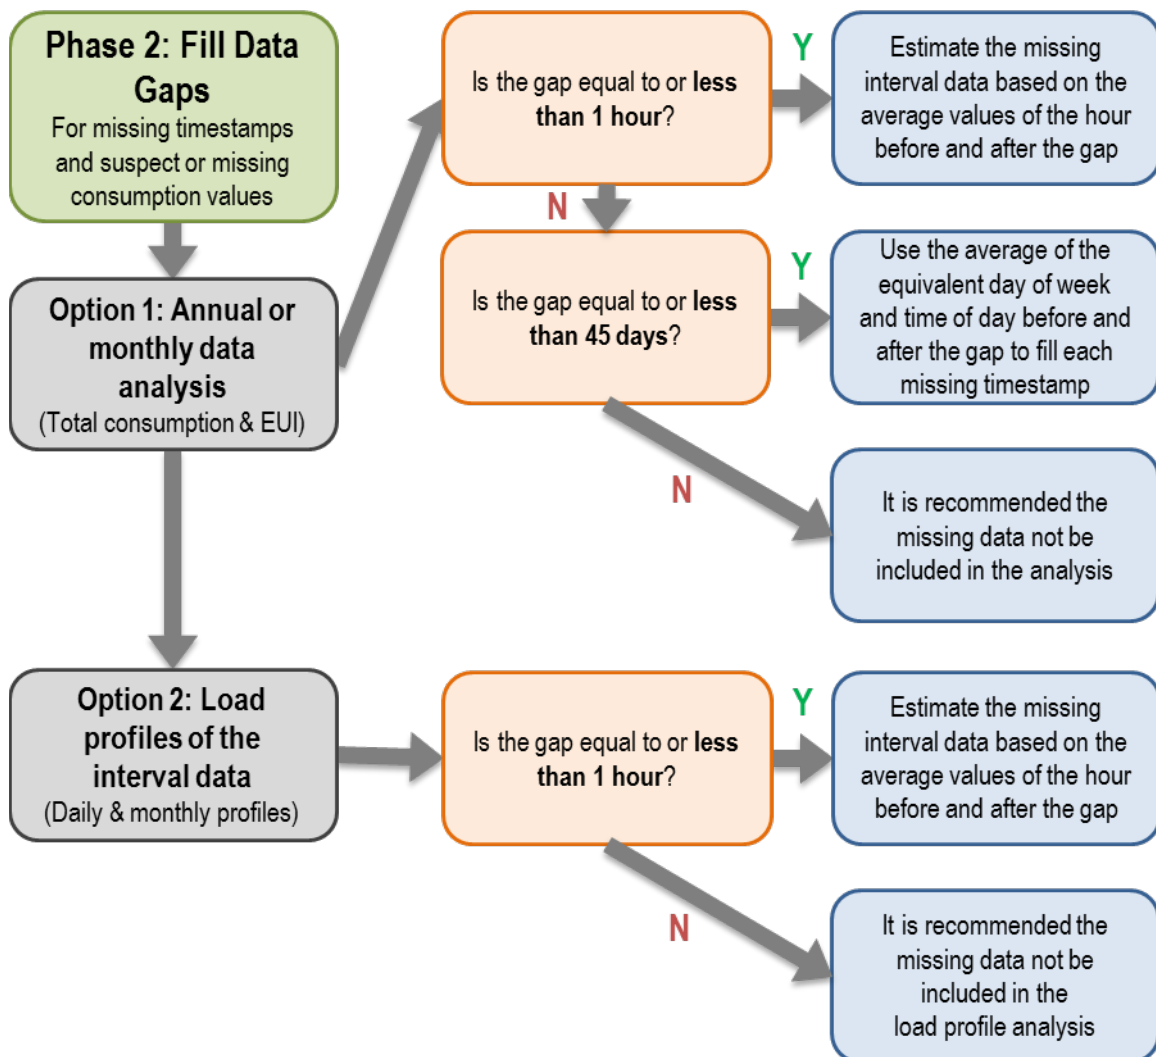 Phase 2: Fill Data
Gaps
For missing timestamps
and suspect or missing
consumption values
Is the gap equal to or less
than 1 hour?
Y
Estimate the missing
interval data based on the
average values of the hour
before and after the gap
N
Option 1: Annual or
monthly data
analysis
(Total consumption & EUI)
Is the gap equal to or less
than 45 days?
Y
Use the average of the
equivalent day of week
and time of day before and
after the gap to fill each
missing timestamp
N
It is recommended the
missing data not be
included in the analysis
Option 2: Load
profiles of the
interval data
(Daily & monthly profiles)
Is the gap equal to or less
than 1 hour?
Y
Estimate the missing
interval data based on the
average values of the hour
before and after the gap
N
It is recommended the
missing data not be
included in the
load profile analysis